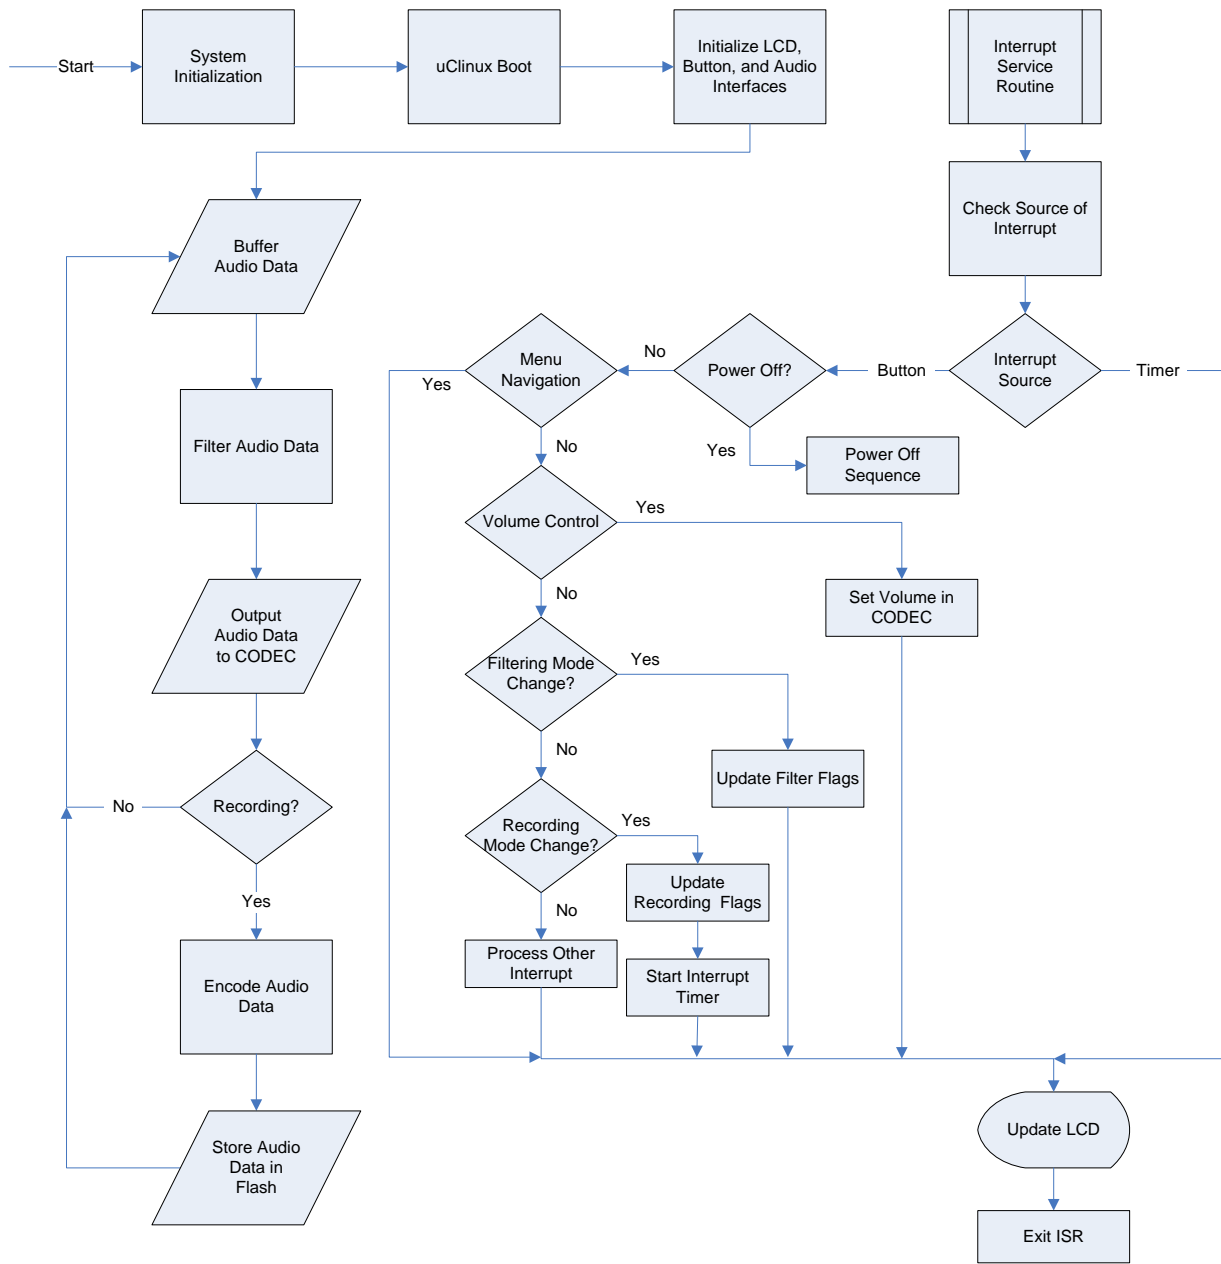 Start
System
Initialization
uClinux Boot
Initialize LCD,
Button, and Audio
Interfaces
Interrupt
Service
Routine
Check Source of
Interrupt
Buffer
Audio Data
Interrupt
Source
Button
Timer
Power Off?
No
Yes
Power Off
Sequence
Menu
Navigation
Yes
No
Filter Audio Data
Volume Control
Yes
No
Set Volume in
CODEC
Output
Audio Data
to CODEC
Filtering Mode
Change?
Yes
No
Update Filter Flags
Recording?
No
Yes
Recording
Mode Change?
Yes
No
Update
Recording Flags
Process Other
Interrupt
Start Interrupt
Timer
Encode Audio
Data
Store Audio
Data in
Flash
Update LCD
Exit ISR